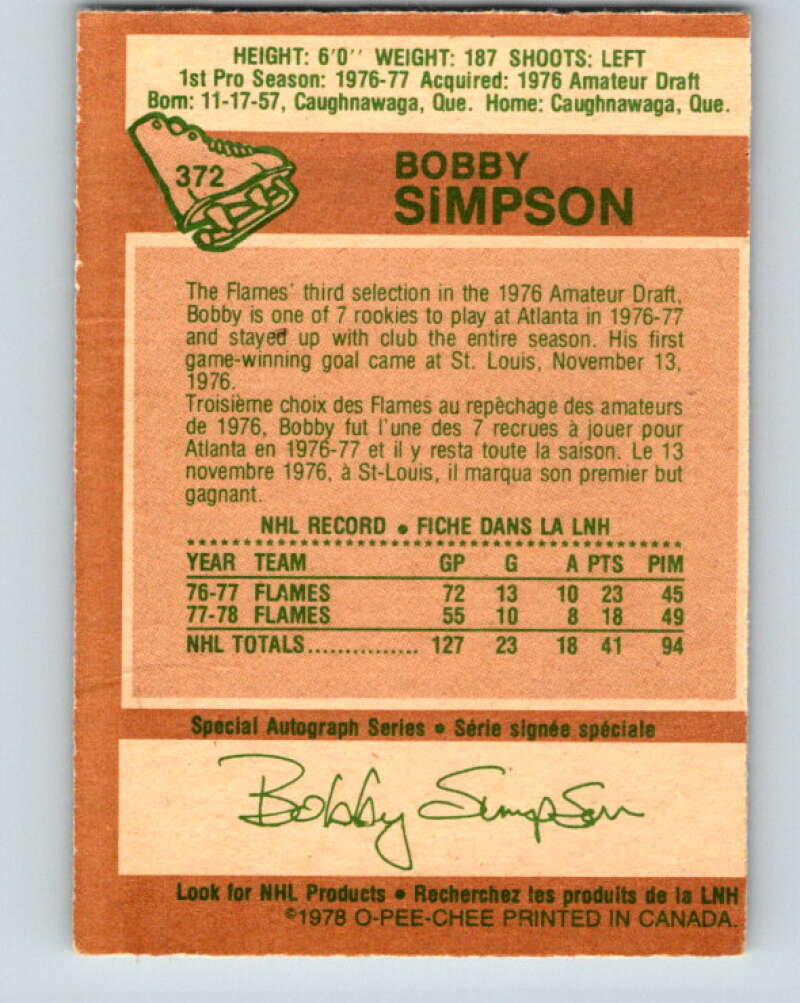 HEIGHT: 6'0'' WEIGHT: 187 SHOOTS: LEFT
1st Pro Season: 1976-77 Acquired: 1976 Amateur Draft
Born: 11-17-57, Caughnawaga, Que. Home: Caughnawaga, Que.
372
BOBBY
SiMPSON
The Flames' third selection in the 1976 Amateur Draft,
Bobby is one of 7 rookies to play at Atlanta in 1976-77
and stayed up with club the entire season. His first
game-winning goal came at St. Louis, November 13,
1976.
Troisième choix des Flames au repèchage des amateurs
de 1976, Bobby fut l'une des 7 recrues à jouer pour
Atlanta en 1976-77 et il y resta toute la saison. Le 13
novembre 1976, à St-Louis, il marqua son premier but
gagnant.
NHL RECORD • FICHE DANS LA LNH
YEAR TEAM GP G A PTS PIM
76-77 FLAMES 72 13 10 23 45
77-78 FLAMES 55 10 8 18 49
NHL TOTALS............... 127 23 18 41 94
Special Autograph Series • Série signée spéciale
Bobby Simpson
Look for NHL Products • Recherchez les produits de la LNH
©1978 O-PEE-CHEE PRINTED IN CANADA.